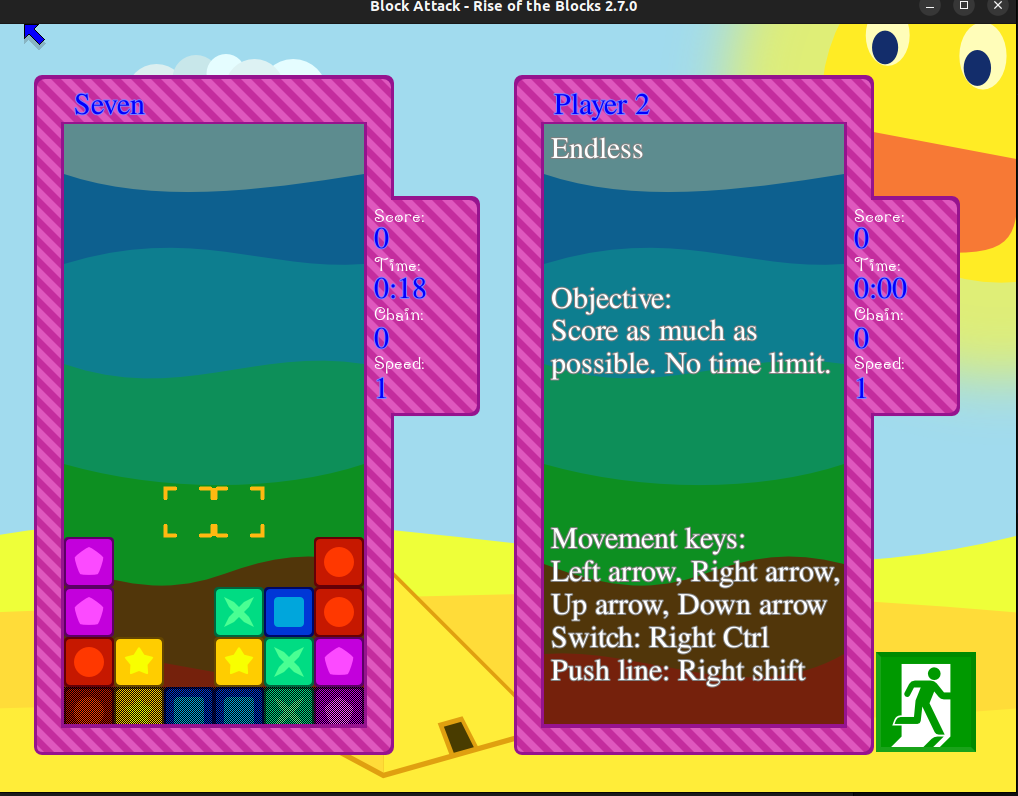 Block Attack - Rise of the Blocks 2.7.0
Seven
Score:
0
Time:
0:18
Chain:
0
Speed:
1
Player 2
Endless
Objective:
Score as much as
possible. No time limit.
Movement keys:
Left arrow, Right arrow,
Up arrow, Down arrow
Switch: Right Ctrl
Push line: Right shift
Score:
0
Time:
0:00
Chain:
0
Speed:
1